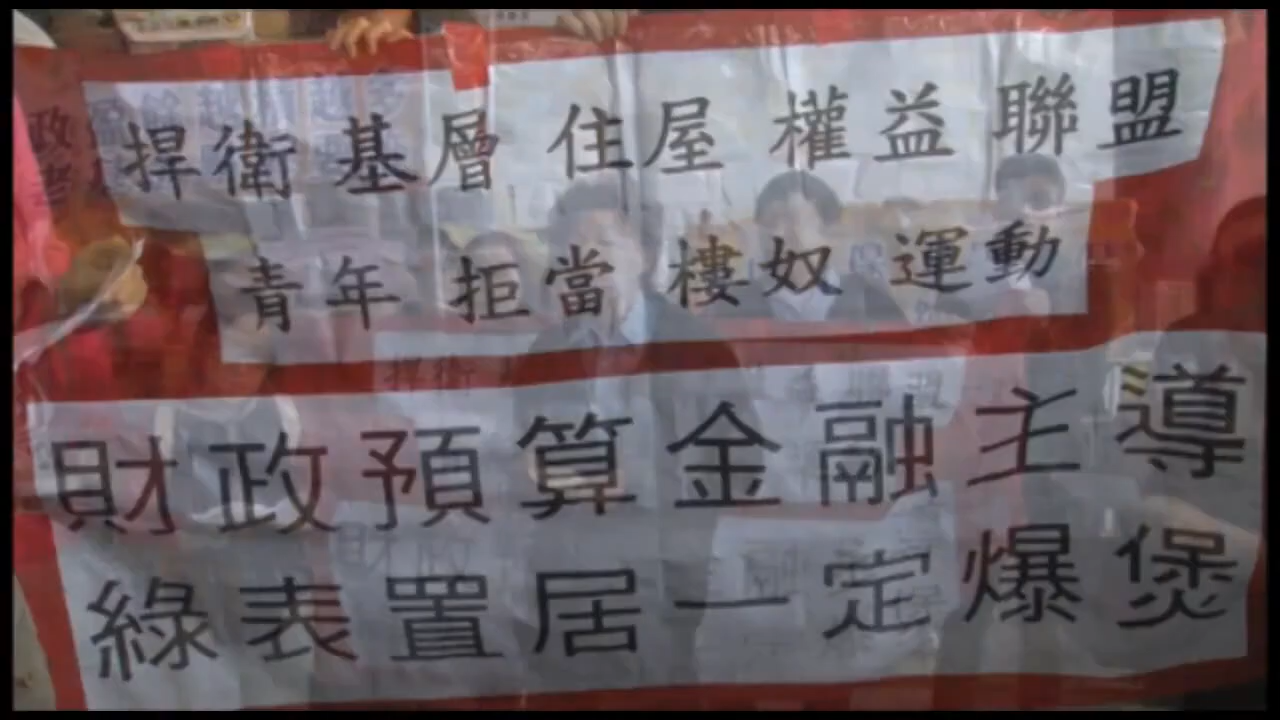 捍衛 基層 住屋 權益 聯盟
青年 拒當 樓奴 運動
財政預算金融主導
綠表置居一定爆煲